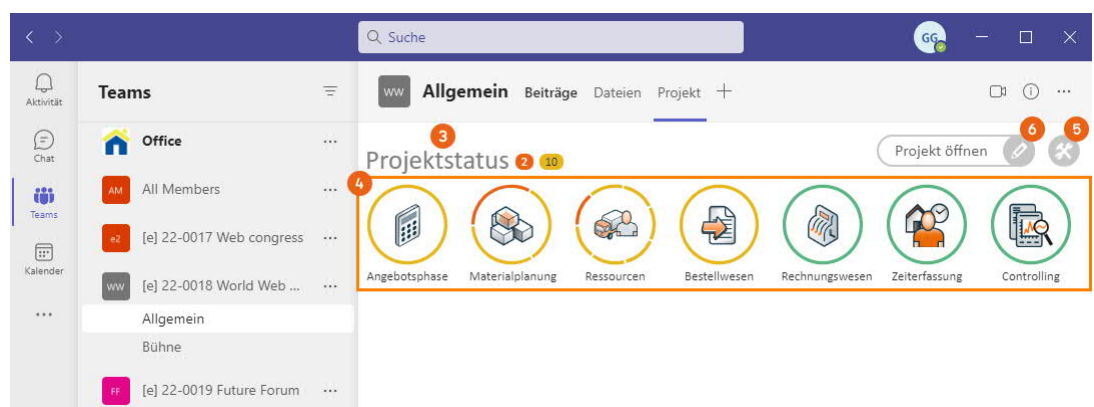 Suche
GG
Aktivität
Chat
Teams
Kalender
Teams
Office
AM All Members
e2 [e] 22-0017 Web congress
WW [e] 22-0018 World Web ...
Allgemein
Bühne
FF [e] 22-0019 Future Forum
WW Allgemein Beiträge Dateien Projekt
3 6 5
Projektstatus 2 10 Projekt öffnen
4
Angebotsphase Materialplanung Ressourcen Bestellwesen Rechnungswesen Zeiterfassung Controlling